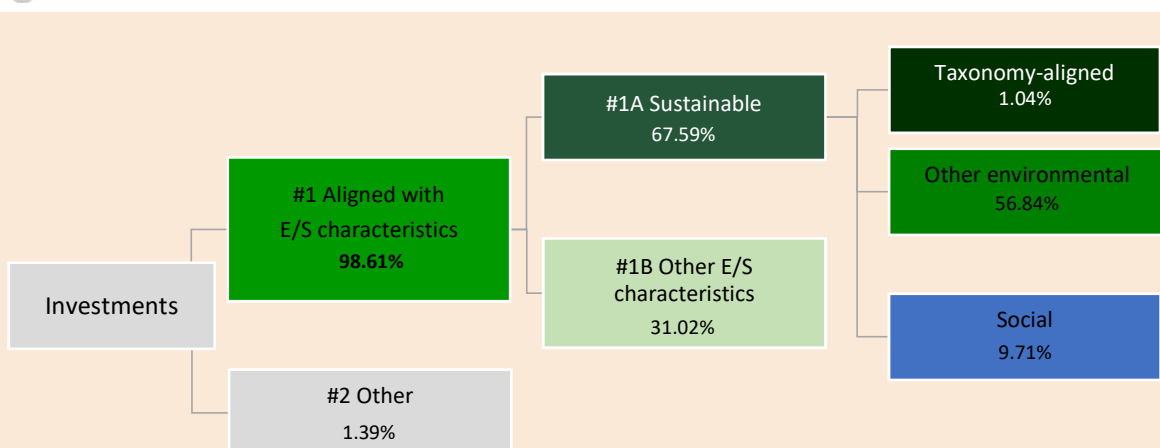 Investments
#1 Aligned with
E/S characteristics
98.61%
#2 Other
1.39%
#1A Sustainable
67.59%
#1B Other E/S
characteristics
31.02%
Taxonomy-aligned
1.04%
Other environmental
56.84%
Social
9.71%